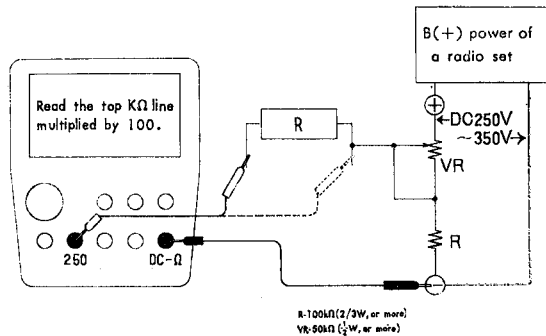 B(+) power of
a radio set
Read the top KΩ line
multiplied by 100.
R
+
DC250V
~350V
VR
R
250
DC-Ω
−
R-100kΩ(2/3W, or more)
VR-50kΩ(½W, or more)